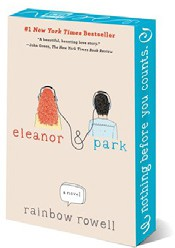 #1 New York Times Bestseller
"A beautiful, haunting love story."
—John Green, The New York Times Book Review
eleanor & park
a novel
rainbow rowell
nothing before you counts.